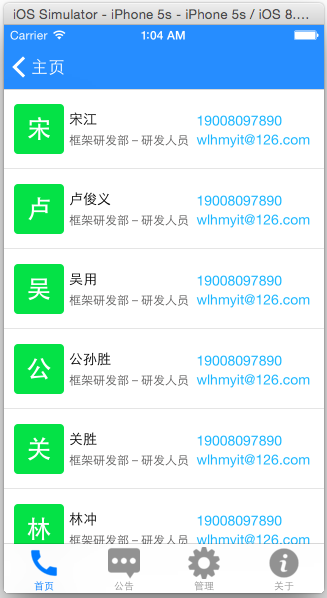 iOS Simulator - iPhone 5s - iPhone 5s / iOS 8....
Carrier 1:04 AM
主页
宋 宋江 19008097890
框架研发部 – 研发人员 wlhmyit@126.com
卢 卢俊义 19008097890
框架研发部 – 研发人员 wlhmyit@126.com
吴 吴用 19008097890
框架研发部 – 研发人员 wlhmyit@126.com
公 公孙胜 19008097890
框架研发部 – 研发人员 wlhmyit@126.com
关 关胜 19008097890
框架研发部 – 研发人员 wlhmyit@126.com
林 林冲 19008097890
框架研发部 – 研发人员 wlhmyit@126.com
首页 公告 管理 关于